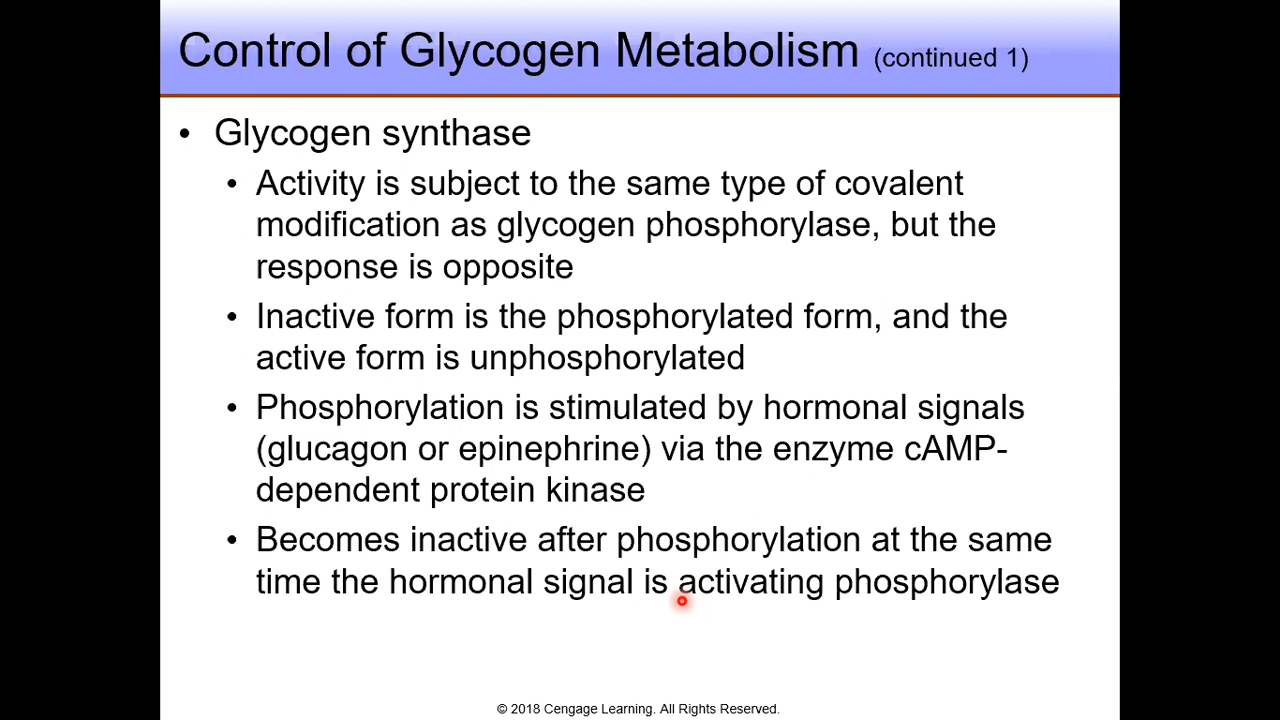 Control of Glycogen Metabolism (continued 1)
• Glycogen synthase
• Activity is subject to the same type of covalent
modification as glycogen phosphorylase, but the
response is opposite
• Inactive form is the phosphorylated form, and the
active form is unphosphorylated
• Phosphorylation is stimulated by hormonal signals
(glucagon or epinephrine) via the enzyme cAMP-
dependent protein kinase
• Becomes inactive after phosphorylation at the same
time the hormonal signal is activating phosphorylase
© 2018 Cengage Learning. All Rights Reserved.